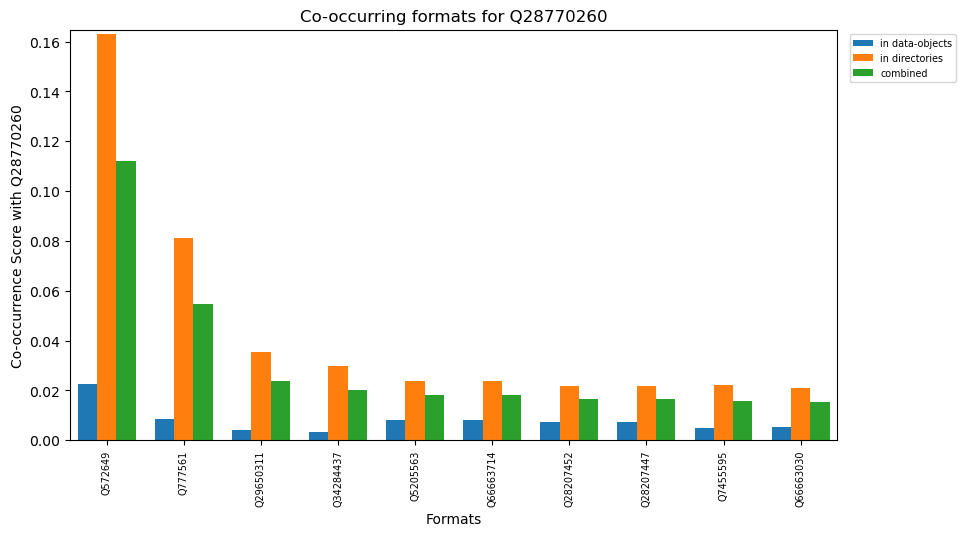 Co-occurring formats for Q28770260
Co-occurrence Score with Q28770260
0.16
0.14
0.12
0.10
0.08
0.06
0.04
0.02
0.00
Q572649
Q777561
Q29650311
Q34284437
Q5205563
Q66663714
Q28207452
Q28207447
Q7455595
Q66663030
Formats
in data-objects
in directories
combined